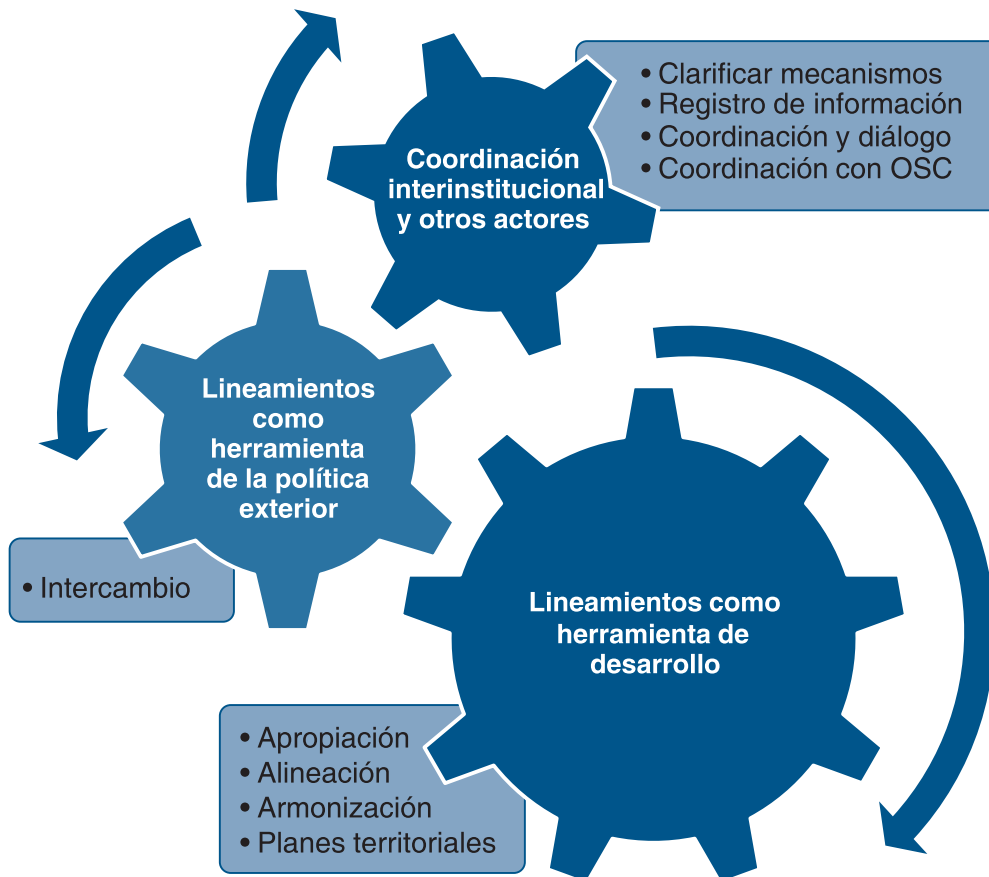 Coordinación
interinstitucional
y otros actores
• Clarificar mecanismos
• Registro de información
• Coordinación y diálogo
• Coordinación con OSC
Lineamientos
como
herramienta
de la política
exterior
• Intercambio
Lineamientos como
herramienta de
desarrollo
• Apropiación
• Alineación
• Armonización
• Planes territoriales